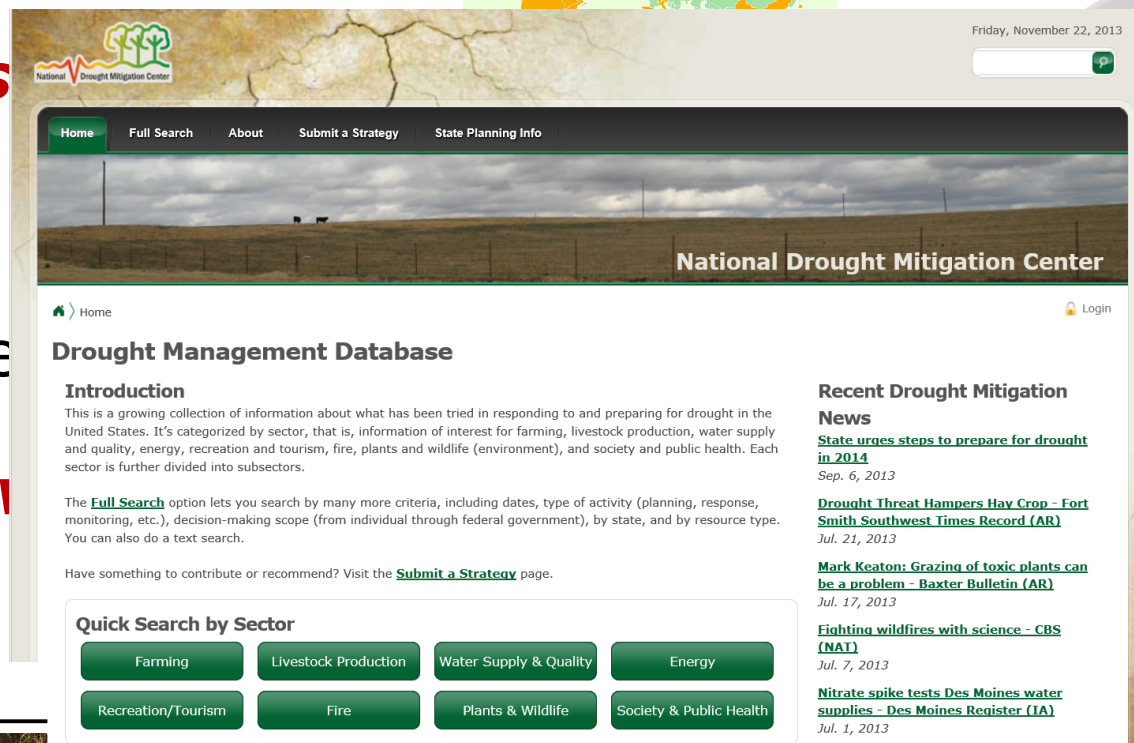 Friday, November 22, 2013
National Drought Mitigation Center
Home Full Search About Submit a Strategy State Planning Info
National Drought Mitigation Center
Home
Login
Drought Management Database
Introduction
This is a growing collection of information about what has been tried in responding to and preparing for drought in the
United States. It's categorized by sector, that is, information of interest for farming, livestock production, water supply
and quality, energy, recreation and tourism, fire, plants and wildlife (environment), and society and public health. Each
sector is further divided into subsectors.
The Full Search option lets you search by many more criteria, including dates, type of activity (planning, response,
monitoring, etc.), decision-making scope (from individual through federal government), by state, and by resource type.
You can also do a text search.
Have something to contribute or recommend? Visit the Submit a Strategy page.
Quick Search by Sector
Farming Livestock Production Water Supply & Quality Energy
Recreation/Tourism Fire Plants & Wildlife Society & Public Health
Recent Drought Mitigation
News
State urges steps to prepare for drought
in 2014
Sep. 6, 2013
Drought Threat Hampers Hay Crop - Fort
Smith Southwest Times Record (AR)
Jul. 21, 2013
Mark Keaton: Grazing of toxic plants can
be a problem - Baxter Bulletin (AR)
Jul. 17, 2013
Fighting wildfires with science - CBS
(NAT)
Jul. 7, 2013
Nitrate spike tests Des Moines water
supplies - Des Moines Register (IA)
Jul. 1, 2013